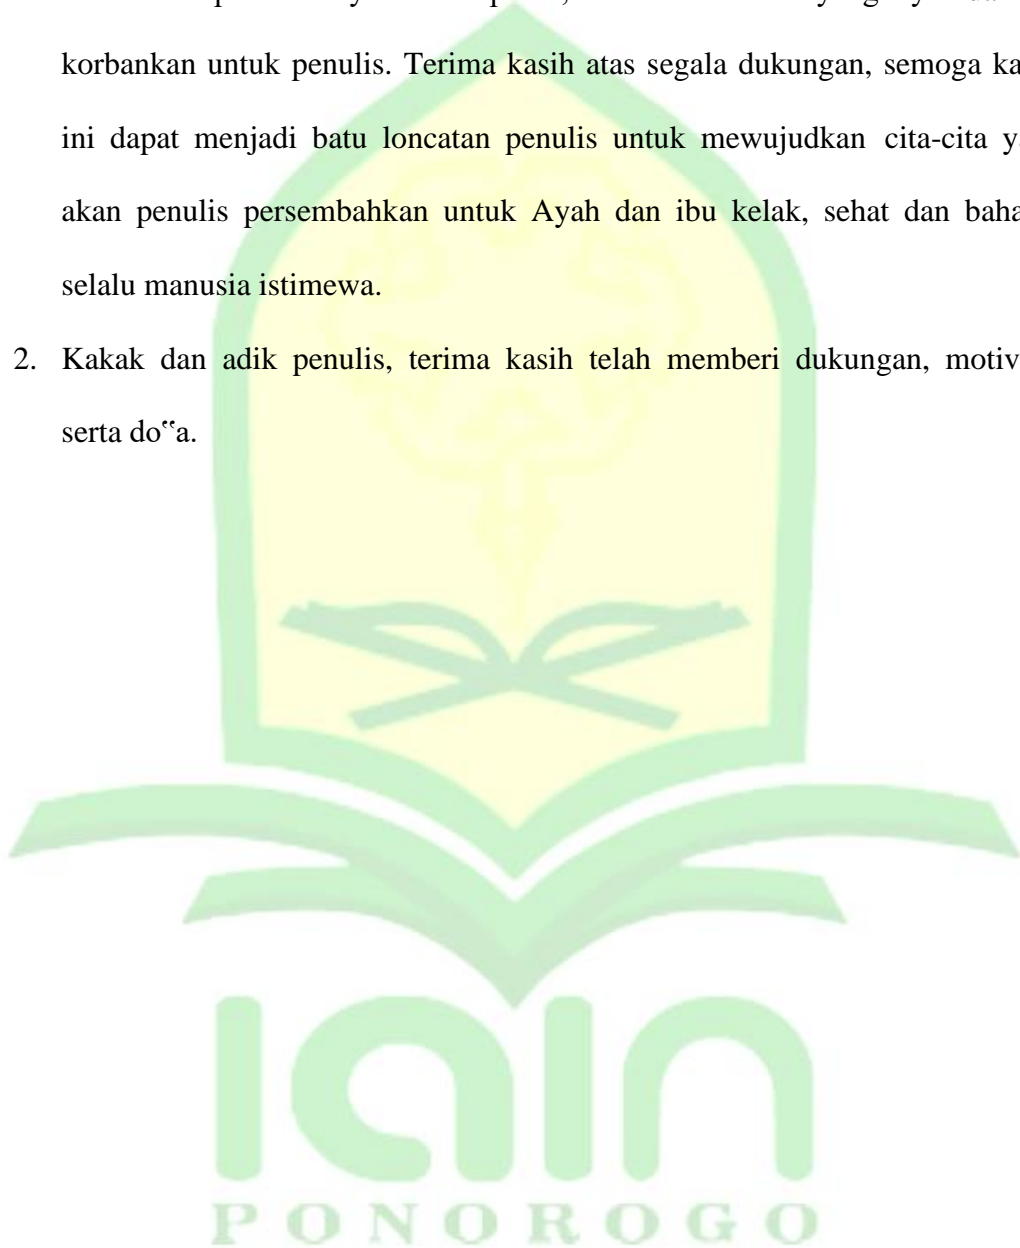 korbankan untuk penulis. Terima kasih atas segala dukungan, semoga ka
ini dapat menjadi batu loncatan penulis untuk mewujudkan cita-cita ya
akan penulis persembahkan untuk Ayah dan ibu kelak, sehat dan baha
selalu manusia istimewa.
2. Kakak dan adik penulis, terima kasih telah memberi dukungan, motiv
serta do‟a.
IAIN
PONOROGO